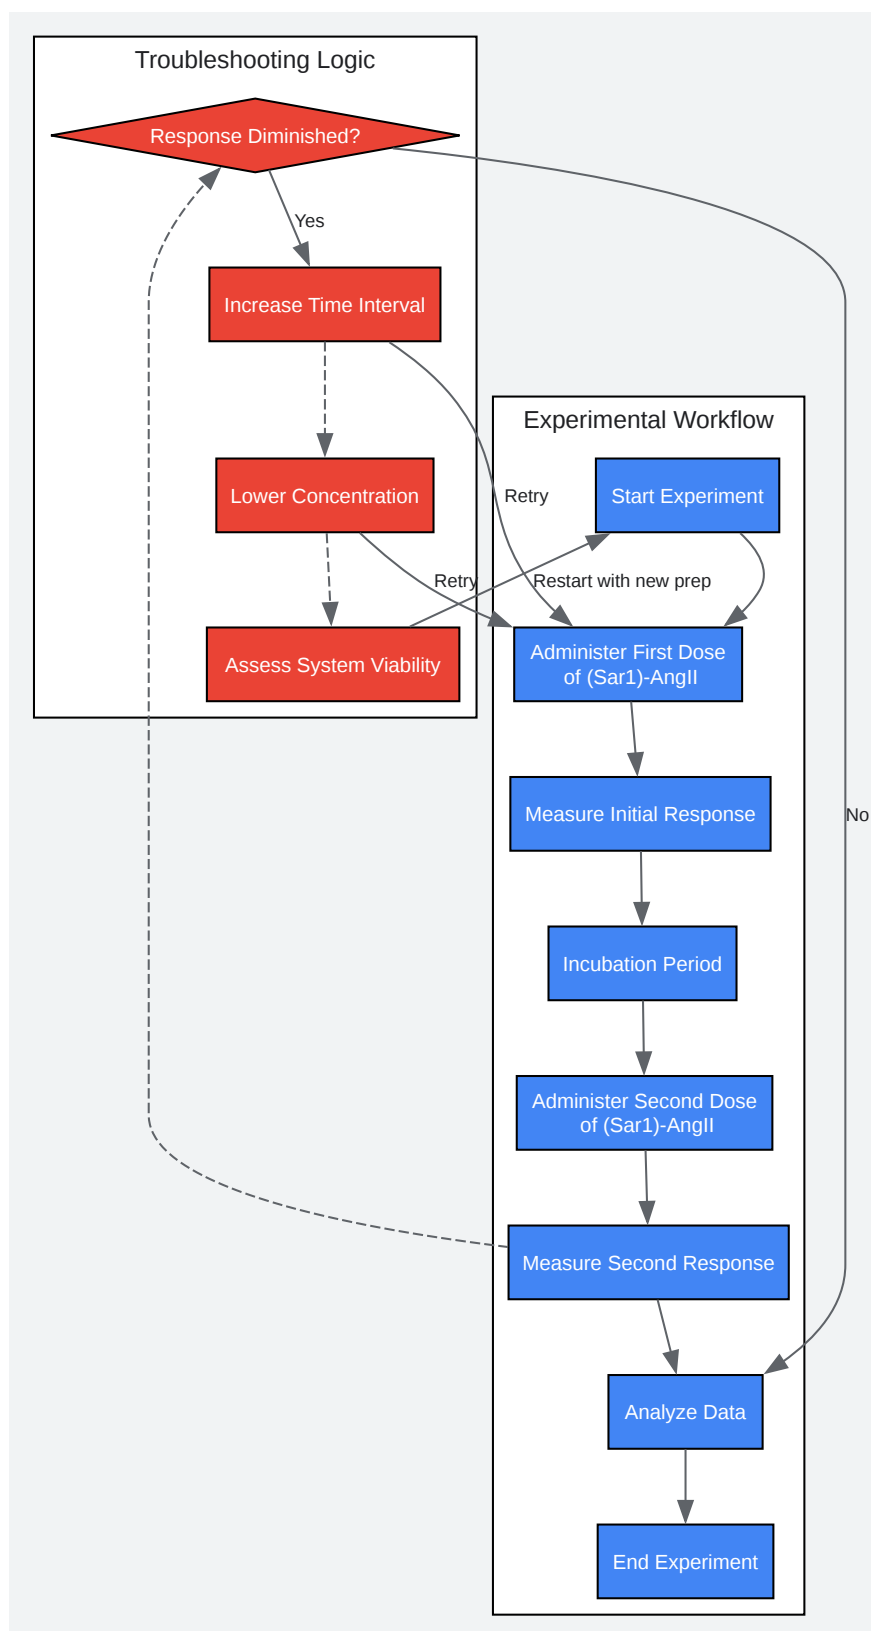 Troubleshooting Logic
Response Diminished?
Yes
Increase Time Interval
Lower Concentration
Assess System Viability
Retry
Retry
Restart with new prep
Experimental Workflow
Start Experiment
Administer First Dose
of (Sar1)-AngII
Measure Initial Response
No
Incubation Period
Administer Second Dose
of (Sar1)-AngII
Measure Second Response
Analyze Data
End Experiment